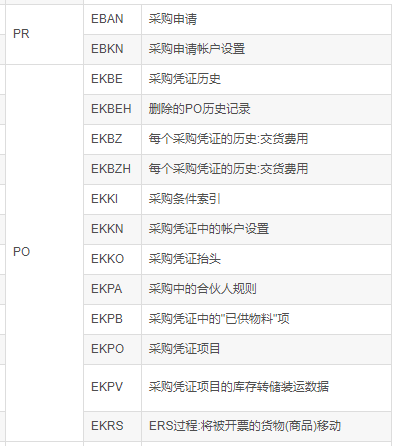 PR
EBAN 采购申请
EBKN 采购申请帐户设置
PO
EKBE 采购凭证历史
EKBEH 删除的PO历史记录
EKBZ 每个采购凭证的历史:交货费用
EKBZH 每个采购凭证的历史:交货费用
EKKI 采购条件索引
EKKN 采购凭证中的帐户设置
EKKO 采购凭证抬头
EKPA 采购中的合伙人规则
EKPB 采购凭证中的"已供物料"项
EKPO 采购凭证项目
EKPV 采购凭证项目的库存转储装运数据
EKRS ERS过程:将被开票的货物(商品)移动